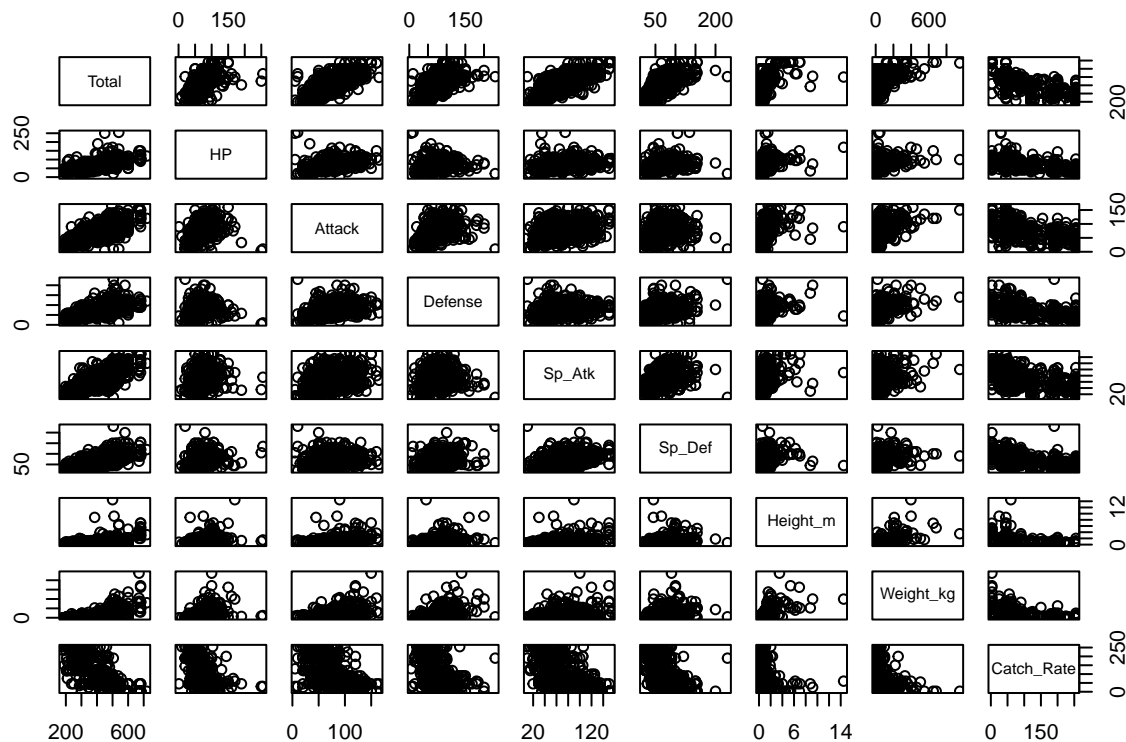 0 150 0 150 50 200 0 600
Total
200
0 250
HP
Attack
0 150
0
Defense
Sp_Atk
20
50
Sp_Def
Height_m
0 12
0
Weight_kg
Catch_Rate
0 250
200 600 0 100 20 120 0 6 14 0 150